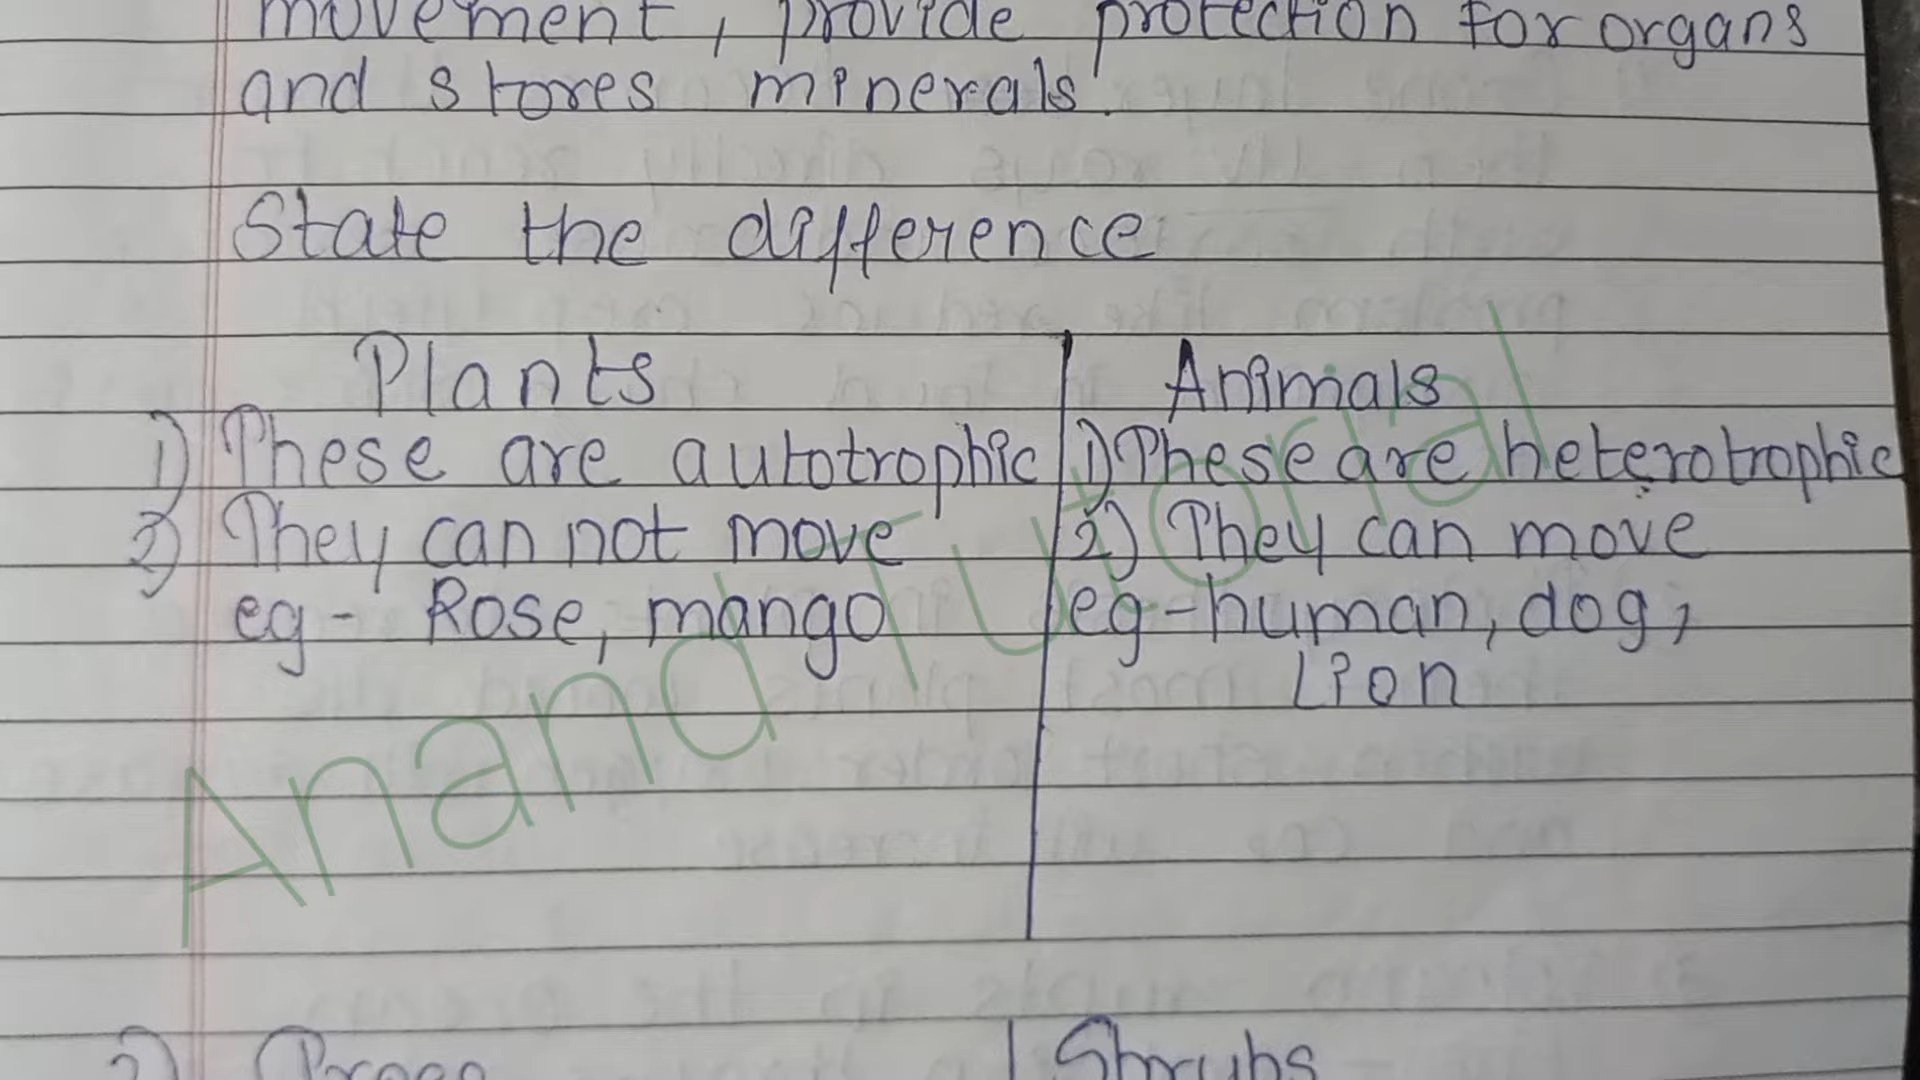 movement, provide protection for organs
and stores minerals.
State the difference
Plants
Animals
1) These are autotrophic
1) These are heterotrophic
2) They can not move
2) They can move
eg- Rose, mango
eg-human, dog,
Lion
Anand Tutorial
2)
Shrubs